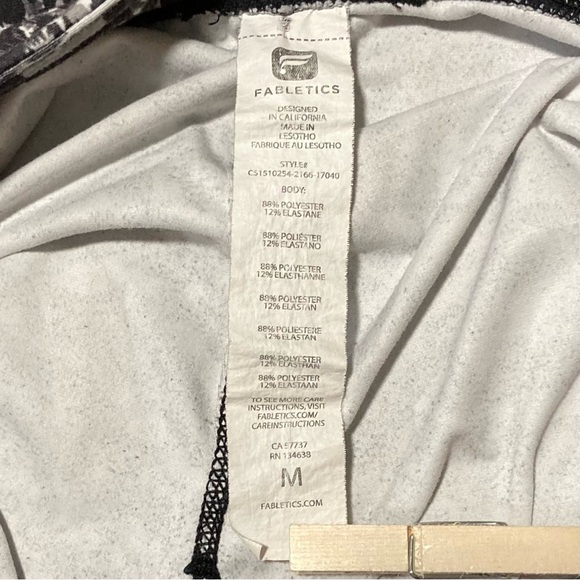 FABLETICS
DESIGNED
IN CALIFORNIA
MADE IN
LESOTHO
FABRIQUE AU LESOTHO
STYLE#
CS1510254-2166-17040
BODY:
88% POLYESTER
12% ELASTANE
88% POLIÉSTER
12% ELASTANO
88% POLYESTER
12% ELASTHANNE
88% POLYESTER
12% ELASTAN
88% POLIESTERE
12% ELASTAN
88% POLYESTER
12% ELASTHAN
88% POLYESTER
12% ELASTAAN
TO SEE MORE CARE
INSTRUCTIONS, VISIT
FABLETICS.COM/
CAREINSTRUCTIONS
CA 57737
RN 134638
M
FABLETICS.COM